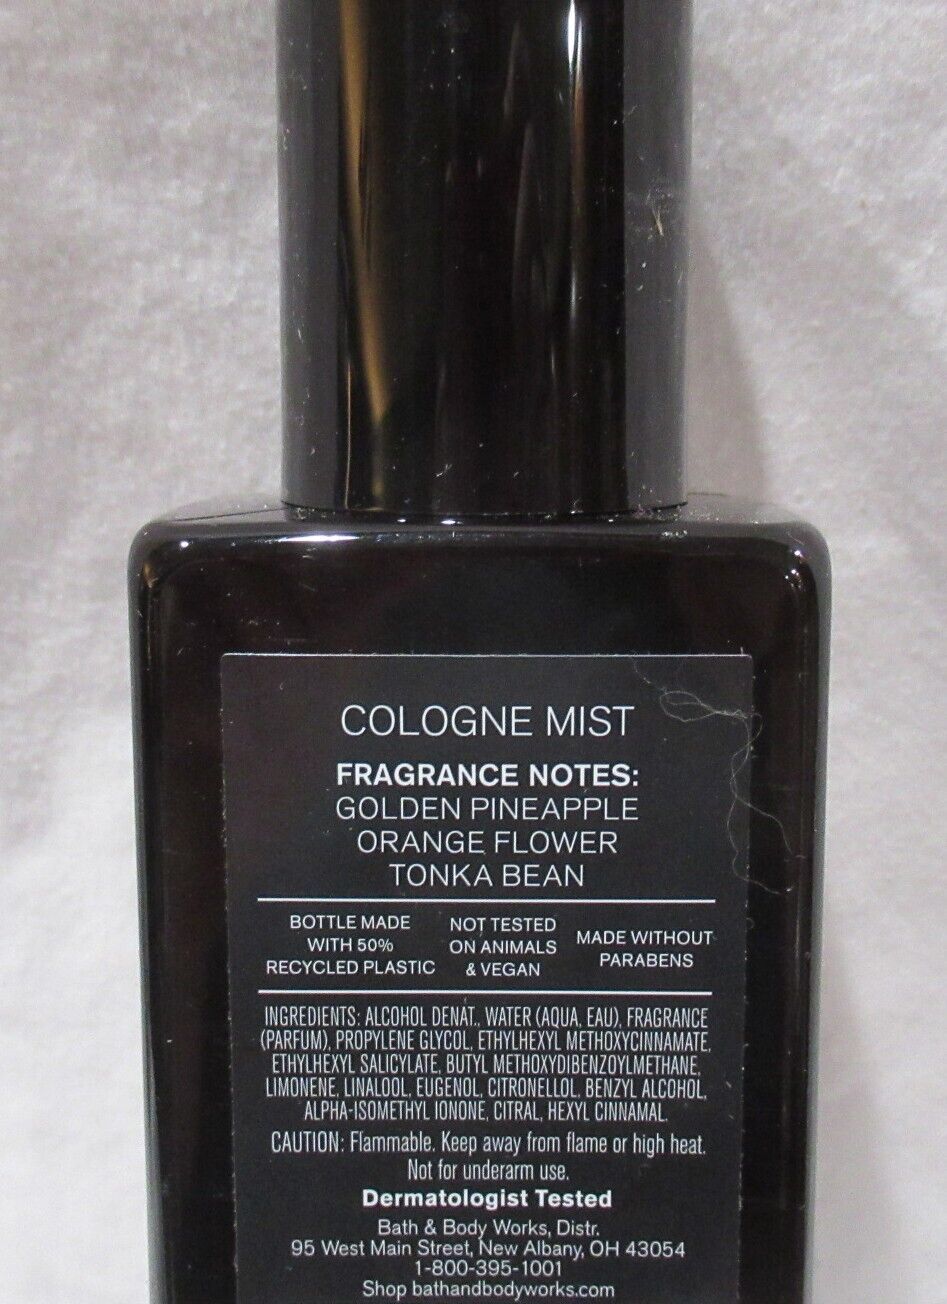 COLOGNE MIST
FRAGRANCE NOTES:
GOLDEN PINEAPPLE
ORANGE FLOWER
TONKA BEAN
BOTTLE MADE
WITH 50%
RECYCLED PLASTIC
NOT TESTED
ON ANIMALS
& VEGAN
MADE WITHOUT
PARABENS
INGREDIENTS: ALCOHOL DENAT., WATER (AQUA, EAU), FRAGRANCE
(PARFUM), PROPYLENE GLYCOL, ETHYLHEXYL METHOXYCINNAMATE,
ETHYLHEXYL SALICYLATE, BUTYL METHOXYDIBENZOYLMETHANE,
LIMONENE, LINALOOL, EUGENOL, CITRONELLOL, BENZYL ALCOHOL,
ALPHA-ISOMETHYL IONONE, CITRAL, HEXYL CINNAMAL.
CAUTION: Flammable. Keep away from flame or high heat.
Not for underarm use.
Dermatologist Tested
Bath & Body Works, Distr.
95 West Main Street, New Albany, OH 43054
1-800-395-1001
Shop bathandbodyworks.com